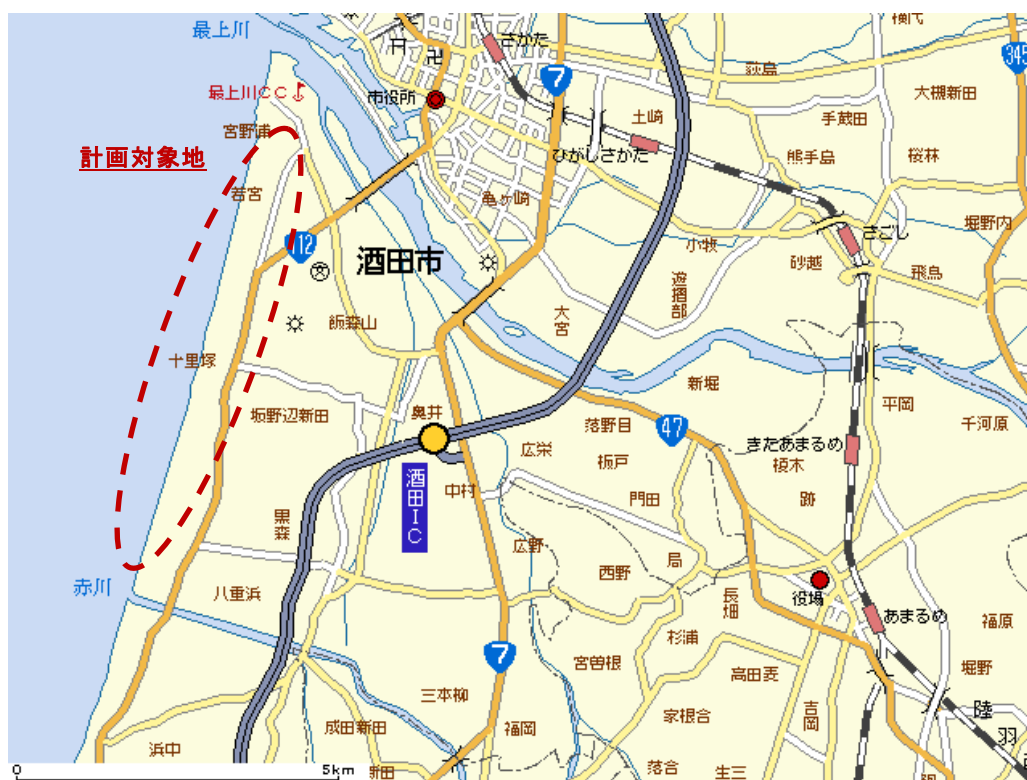 最上川
さかた
横代
345
荻島
7
最上川CC
市役所
大槻新田
土崎
手蔵田
宮野浦
計画対象地
ひがしさかた
熊手島
桜林
若宮
亀ヶ崎
堀野内
112
小牧
さごし
酒田市
砂越
飛鳥
遊摺部
飯森山
大宮
十里塚
新堀
平岡
坂野辺新田
奥井
落野目
47
千河原
広栄
板戸
きたあまるめ
榎木
酒田IC
中村
門田
跡
黒森
広野
局
西野
赤川
八重浜
長畑
役場
あまるめ
福原
杉浦
7
宮曽根
高田麦
堀野
三本柳
家根合
吉岡
陸羽
成田新田
福岡
浜中
落合
生三
0
5km
新田